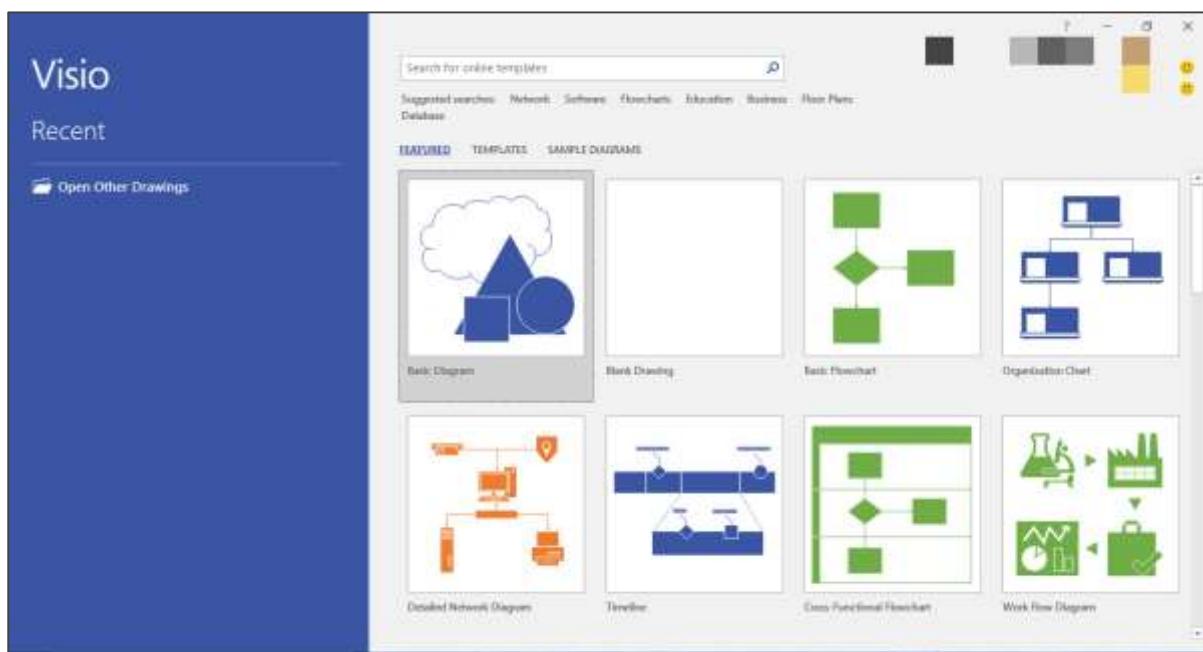 Visio
Recent
Open Other Drawings
?
Search for online templates
Suggested searches: Network Software Flowcharts Education Business Floor Plans
Database
FEATURED TEMPLATES SAMPLE DIAGRAMS
Basic Diagram
Blank Drawing
Basic Flowchart
Organization Chart
Detailed Network Diagram
Timeline
Cross Functional Flowchart
Work Flow Diagram